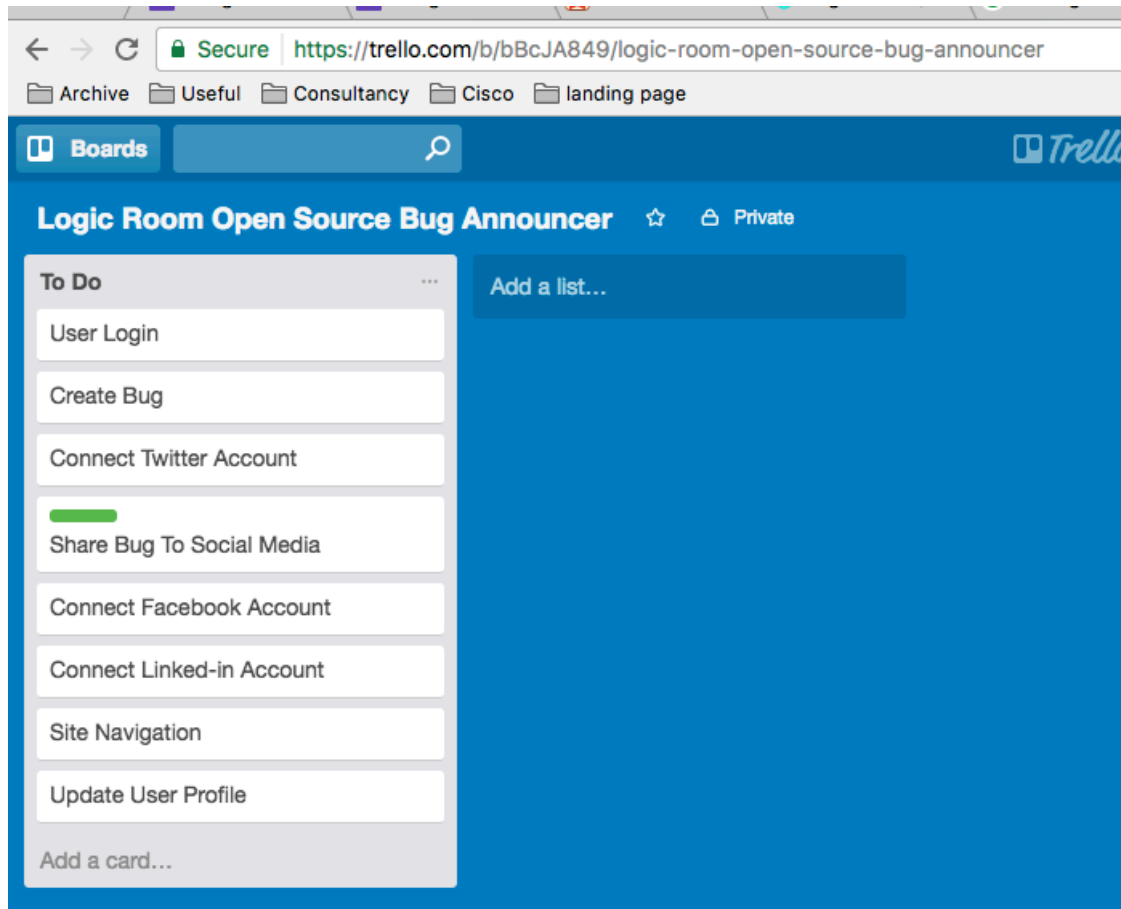 Secure https://trello.com/b/bBcJA849/logic-room-open-source-bug-announcer
Archive Useful Consultancy Cisco landing page
Boards
Logic Room Open Source Bug Announcer Private
To Do ...
Add a list...
User Login
Create Bug
Connect Twitter Account
Share Bug To Social Media
Connect Facebook Account
Connect Linked-in Account
Site Navigation
Update User Profile
Add a card...